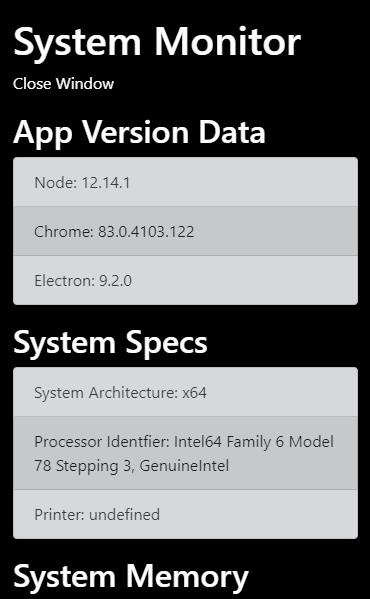 System Monitor
Close Window
App Version Data
Node: 12.14.1
Chrome: 83.0.4103.122
Electron: 9.2.0
System Specs
System Architecture: x64
Processor Identfier: Intel64 Family 6 Model
78 Stepping 3, GenuineIntel
Printer: undefined
System Memory